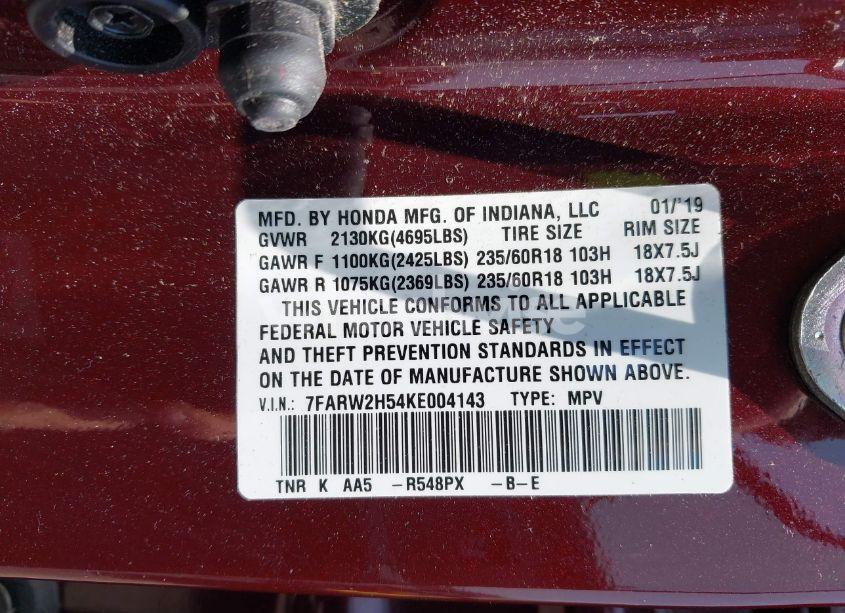 MFD. BY HONDA MFG. OF INDIANA, LLC 01/'19
GVWR 2130KG(4695LBS) TIRE SIZE RIM SIZE
GAWR F 1100KG(2425LBS) 235/60R18 103H 18X7.5J
GAWR R 1075KG(2369LBS) 235/60R18 103H 18X7.5J
THIS VEHICLE CONFORMS TO ALL APPLICABLE
FEDERAL MOTOR VEHICLE SAFETY
AND THEFT PREVENTION STANDARDS IN EFFECT
ON THE DATE OF MANUFACTURE SHOWN ABOVE.
V.I.N.: 7FARW2H54KE004143 TYPE: MPV
TNR K AA5 -R548PX -B-E